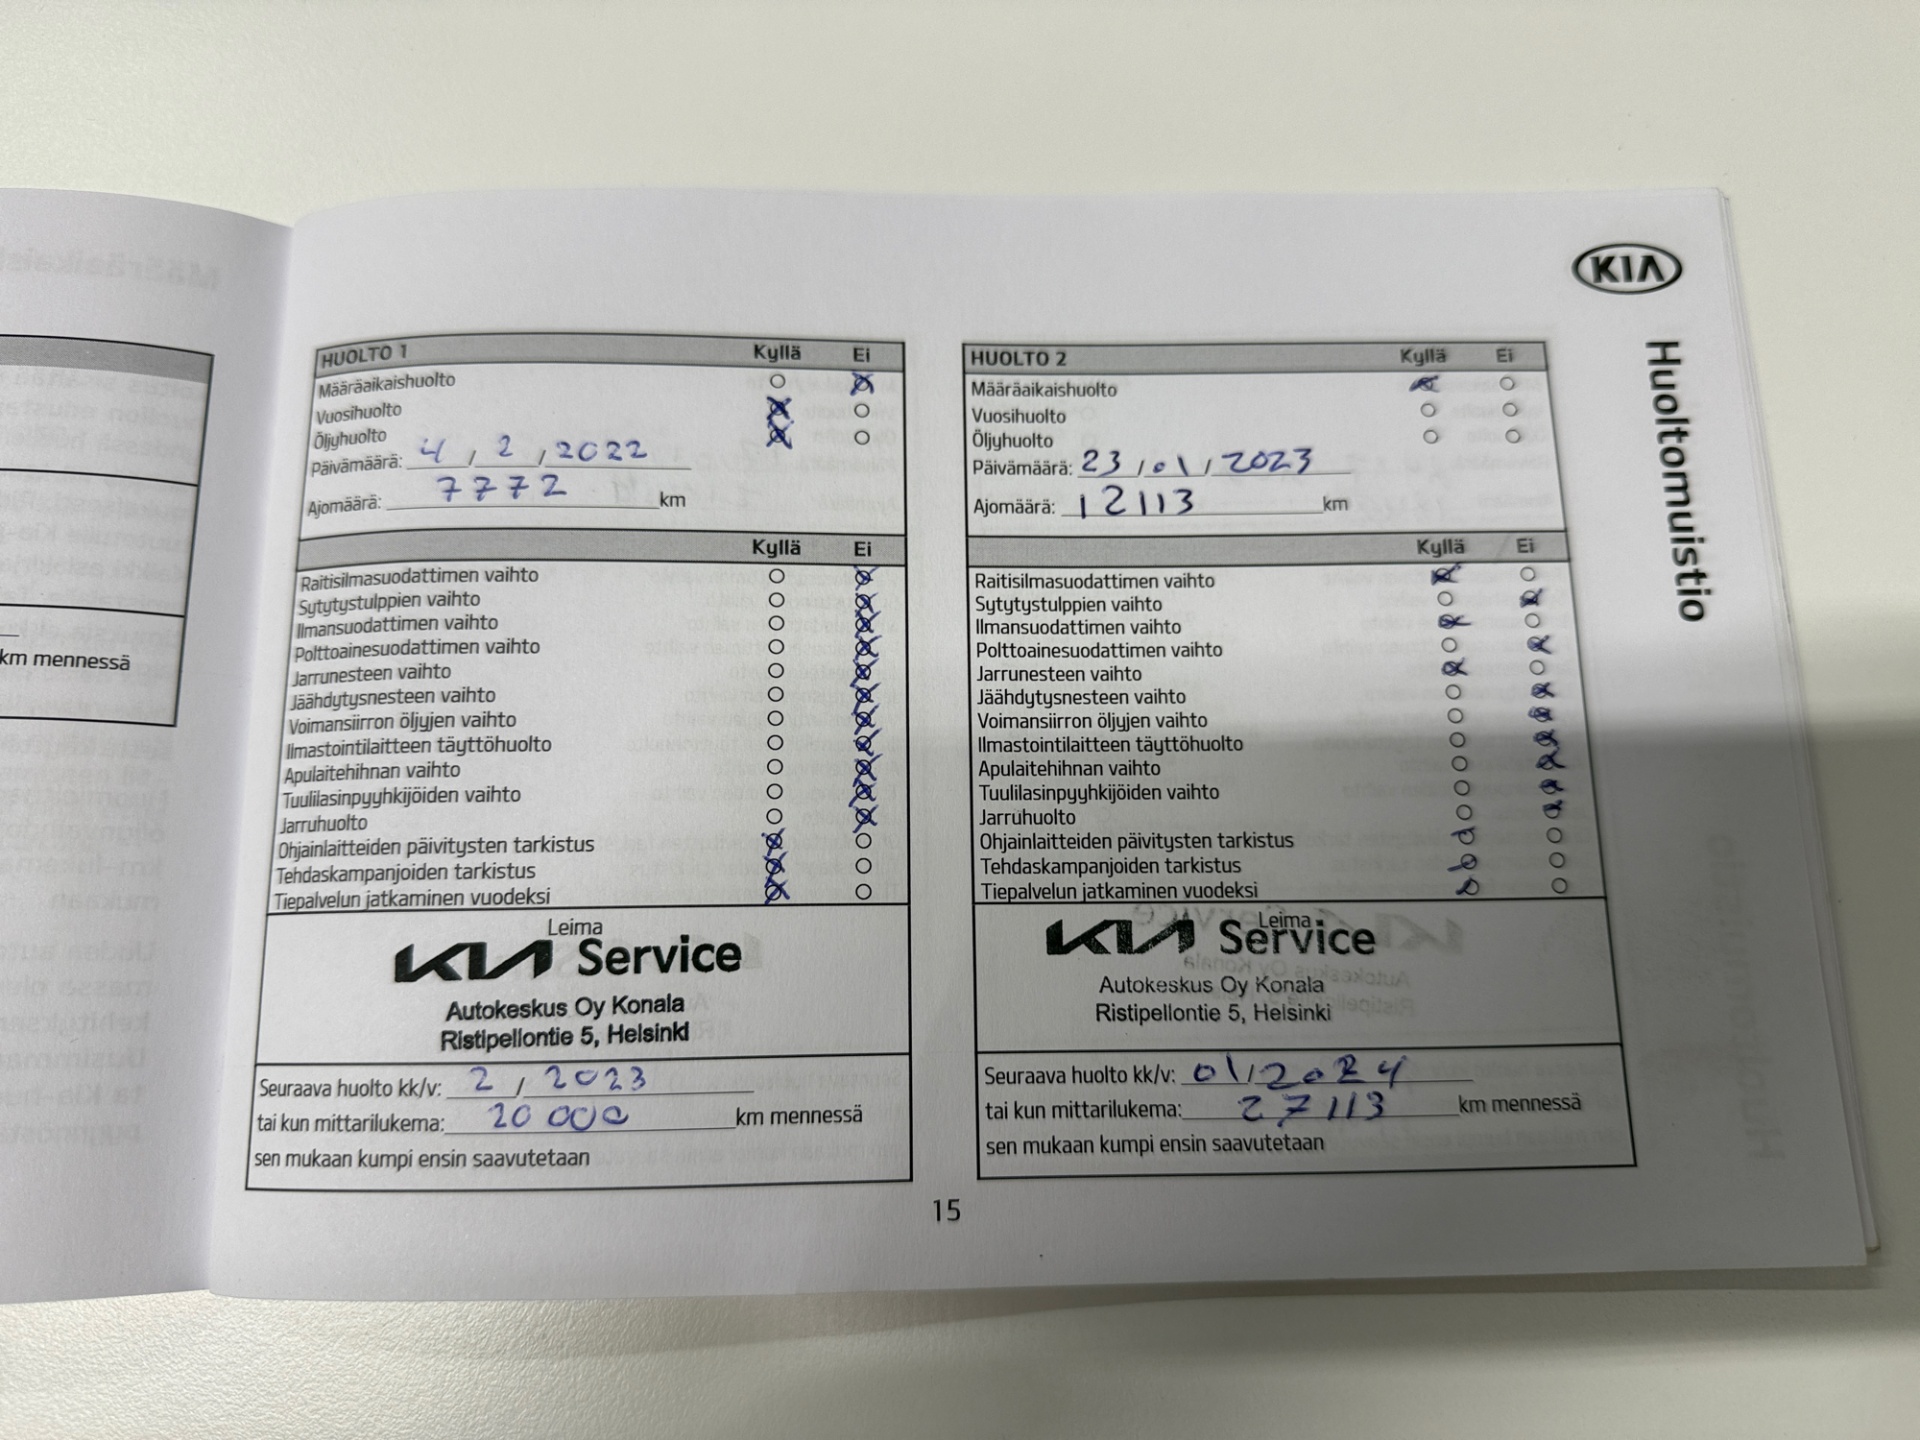 km mennessä
KIA
Huoltomuistio
HUOLTO 1 Kyllä Ei
Määräaikaishuolto
Vuosihuolto
Öljyhuolto
Päivämäärä: 4 / 2 / 2022
Ajomäärä: 7772 km
Kyllä Ei
Raitisilmasuodattimen vaihto
Sytytystulppien vaihto
Ilmansuodattimen vaihto
Polttoainesuodattimen vaihto
Jarrunesteen vaihto
Jäähdytysnesteen vaihto
Voimansiirron öljyjen vaihto
Ilmastointilaitteen täyttöhuolto
Apulaitehihnan vaihto
Tuulilasinpyyhkijöiden vaihto
Jarruhuolto
Ohjainlaitteiden päivitysten tarkistus
Tehdaskampanjoiden tarkistus
Tiepalvelun jatkaminen vuodeksi
Leima
KIA Service
Autokeskus Oy Konala
Ristipellontie 5, Helsinki
Seuraava huolto kk/v: 2 / 2023
tai kun mittarilukema: 20 000 km mennessä
sen mukaan kumpi ensin saavutetaan
HUOLTO 2 Kyllä Ei
Määräaikaishuolto
Vuosihuolto
Öljyhuolto
Päivämäärä: 23 / 01 / 2023
Ajomäärä: 12113 km
Kyllä Ei
Raitisilmasuodattimen vaihto
Sytytystulppien vaihto
Ilmansuodattimen vaihto
Polttoainesuodattimen vaihto
Jarrunesteen vaihto
Jäähdytysnesteen vaihto
Voimansiirron öljyjen vaihto
Ilmastointilaitteen täyttöhuolto
Apulaitehihnan vaihto
Tuulilasinpyyhkijöiden vaihto
Jarruhuolto
Ohjainlaitteiden päivitysten tarkistus
Tehdaskampanjoiden tarkistus
Tiepalvelun jatkaminen vuodeksi
Leima
KIA Service
Autokeskus Oy Konala
Ristipellontie 5, Helsinki
Seuraava huolto kk/v: 01/2024
tai kun mittarilukema: 27113 km mennessä
sen mukaan kumpi ensin saavutetaan
15